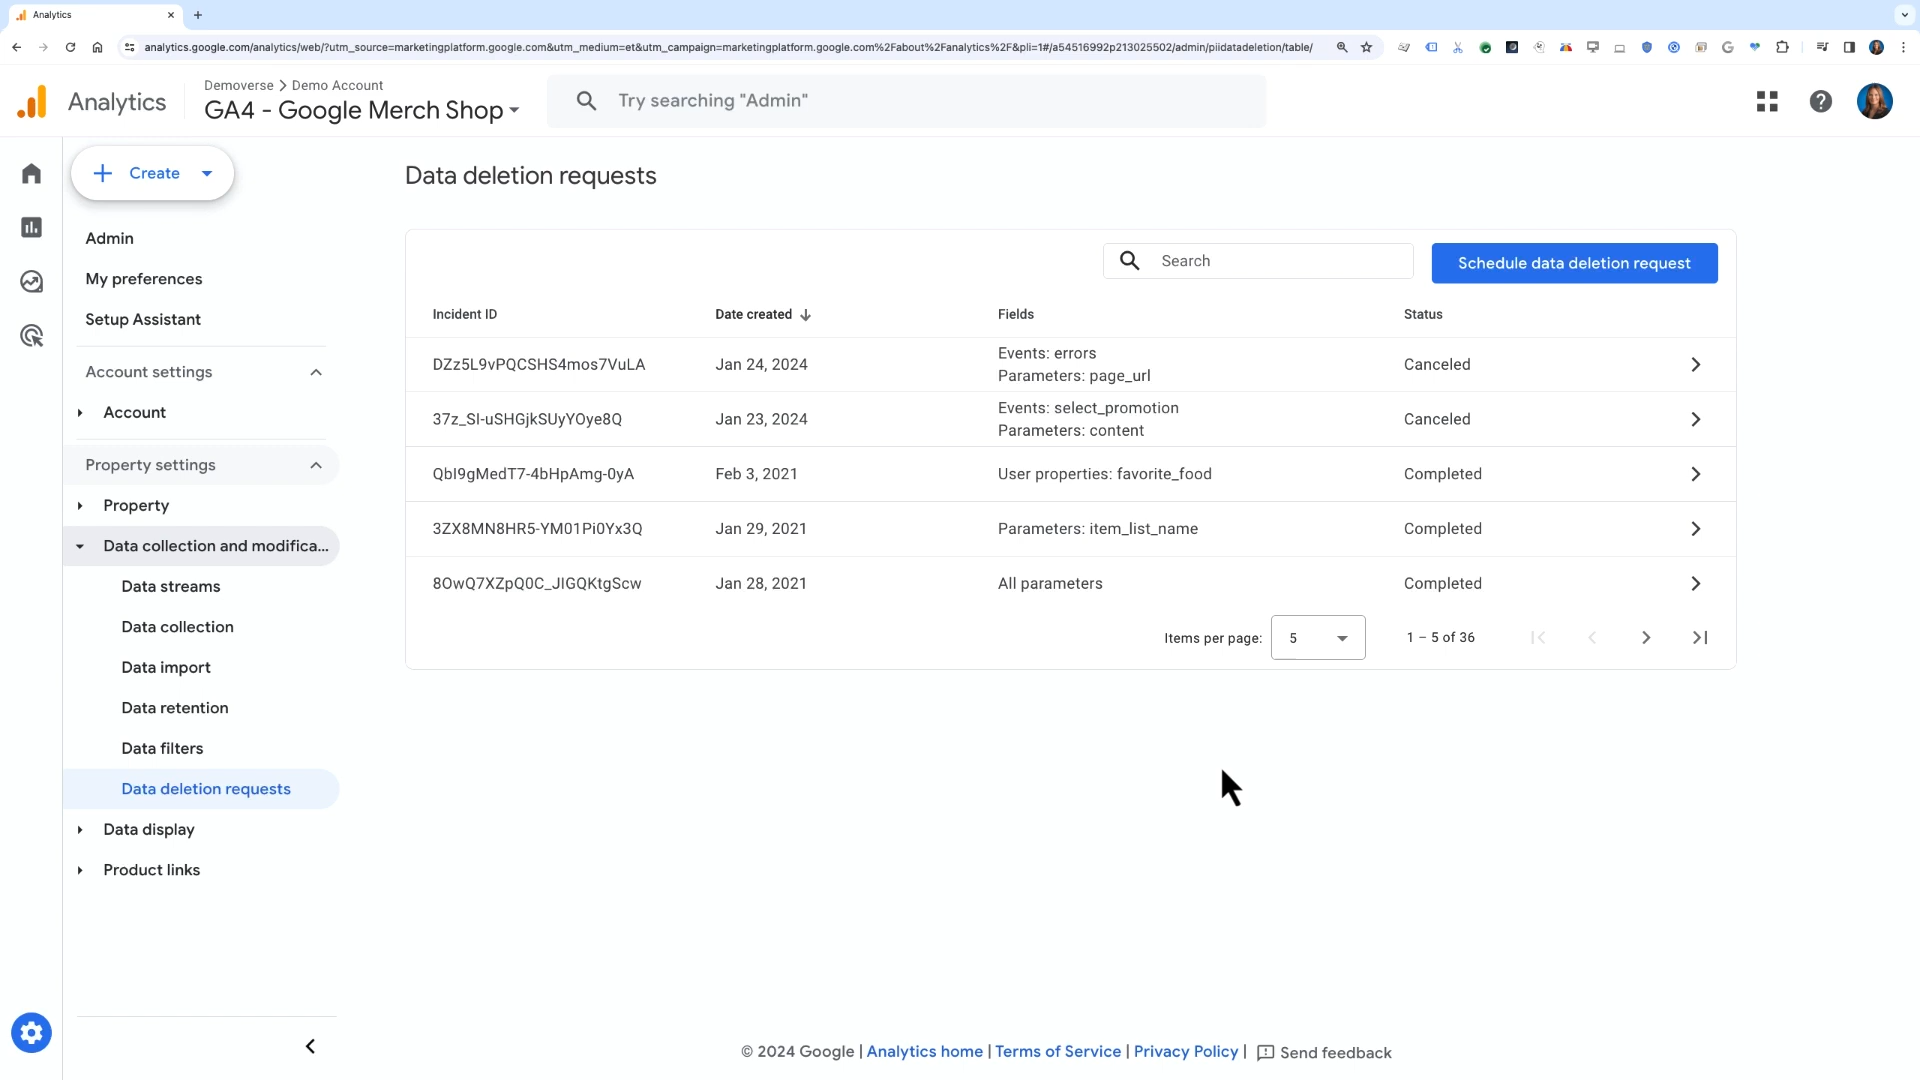 Analytics
analytics.google.com/analytics/web/?utm_source=marketingplatform.google.com&utm_medium=et&utm_campaign=marketingplatform.google.com%2Fabout%2Fanalytics%2F&pli=1#/a54516992p213025502/admin/piidatadeletion/table/
Analytics
Demoverse > Demo Account
GA4 - Google Merch Shop
Try searching "Admin"
Create
Admin
My preferences
Setup Assistant
Account settings
Account
Property settings
Property
Data collection and modifica...
Data streams
Data collection
Data import
Data retention
Data filters
Data deletion requests
Data display
Product links
Data deletion requests
Search
Schedule data deletion request
Incident ID Date created Fields Status
DZz5L9vPQCSHS4mos7VuLA Jan 24, 2024 Events: errors Canceled
Parameters: page_url
37z_SI-uSHGjkSUyYOye8Q Jan 23, 2024 Events: select_promotion Canceled
Parameters: content
QbI9gMedT7-4bHpAmg-0yA Feb 3, 2021 User properties: favorite_food Completed
3ZX8MN8HR5-YM01Pi0Yx3Q Jan 29, 2021 Parameters: item_list_name Completed
8OwQ7XZpQ0C_JIGQKtgScw Jan 28, 2021 All parameters Completed
Items per page: 5 1 – 5 of 36
© 2024 Google | Analytics home | Terms of Service | Privacy Policy | Send feedback